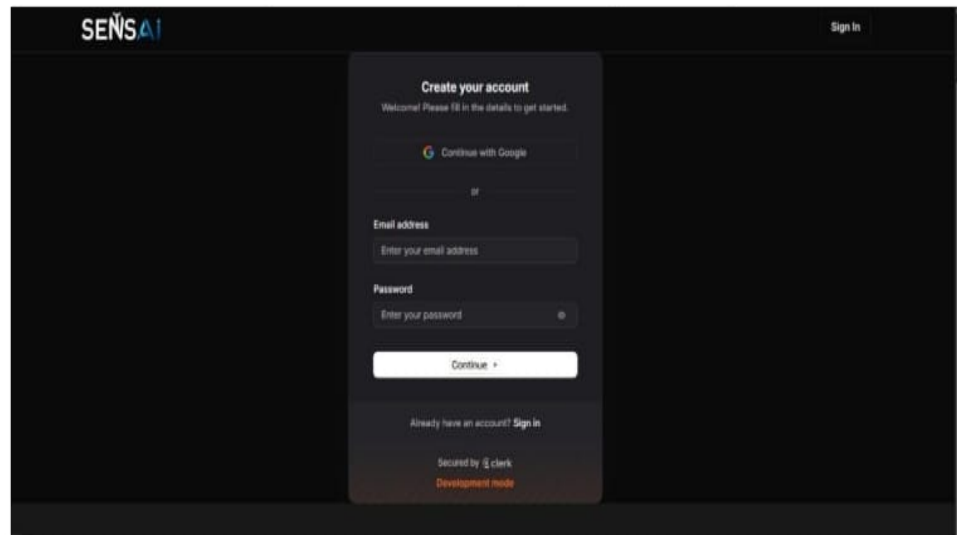 SENSAi
Sign In
Create your account
Welcome! Please fill in the details to get started.
Continue with Google
or
Email address
Enter your email address
Password
Enter your password
Continue
Already have an account? Sign in
Secured by clerk
Development mode